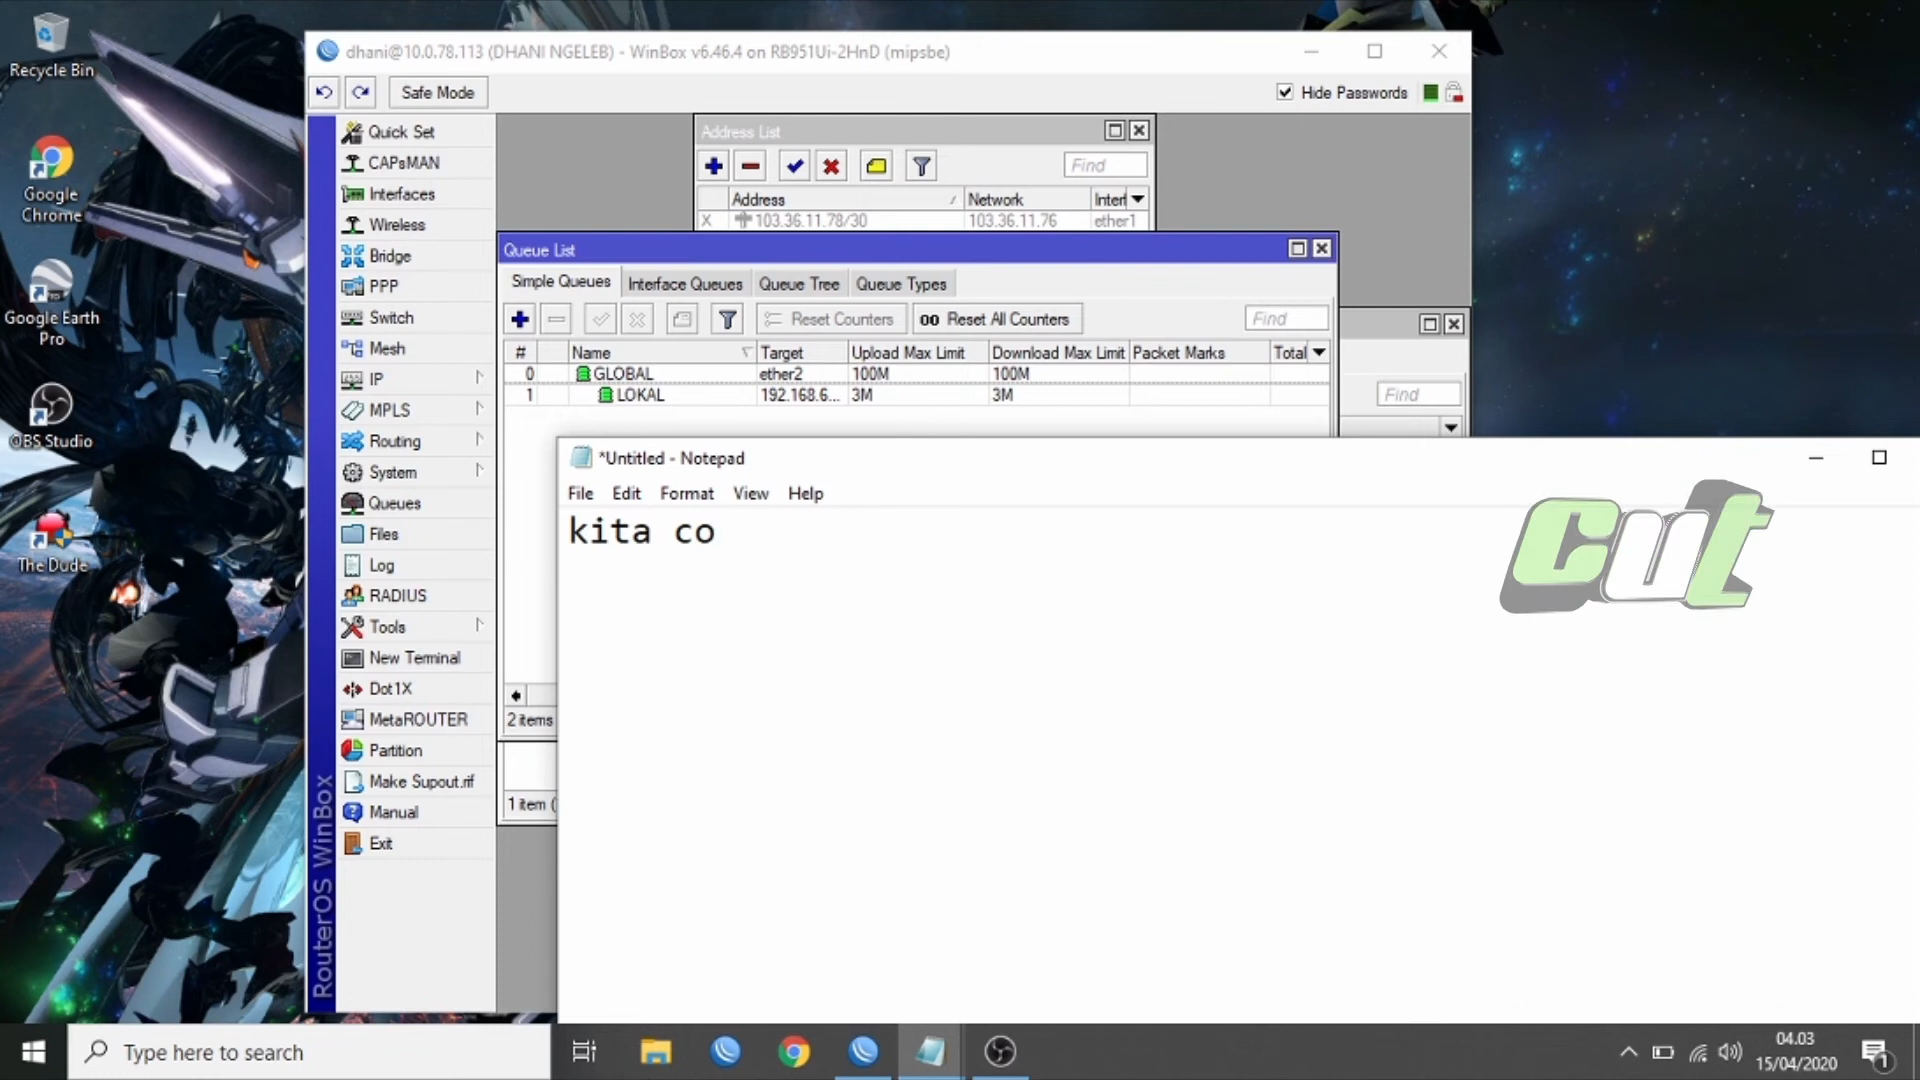 Recycle Bin
Google
Chrome
Google Earth
Pro
OBS Studio
The Dude
dhani@10.0.78.113 (DHANI NGELEB) - WinBox v6.46.4 on RB951Ui-2HnD (mipsbe)
Safe Mode
Hide Passwords
Quick Set
CAPsMAN
Interfaces
Wireless
Bridge
PPP
Switch
Mesh
IP
MPLS
Routing
System
Queues
Files
Log
RADIUS
Tools
New Terminal
Dot1X
MetaROUTER
Partition
Make Supout.rif
Manual
Exit
RouterOS WinBox
Address List
Find
Address Network Interf
X 103.36.11.78/30 103.36.11.76 ether1
Queue List
Simple Queues Interface Queues Queue Tree Queue Types
Reset Counters 00 Reset All Counters Find
# Name Target Upload Max Limit Download Max Limit Packet Marks Total
0 GLOBAL ether2 100M 100M
1 LOKAL 192.168.6... 3M 3M
2 items
1 item (
Find
*Untitled - Notepad
File Edit Format View Help
kita co
cut
Type here to search
04.03
15/04/2020
1